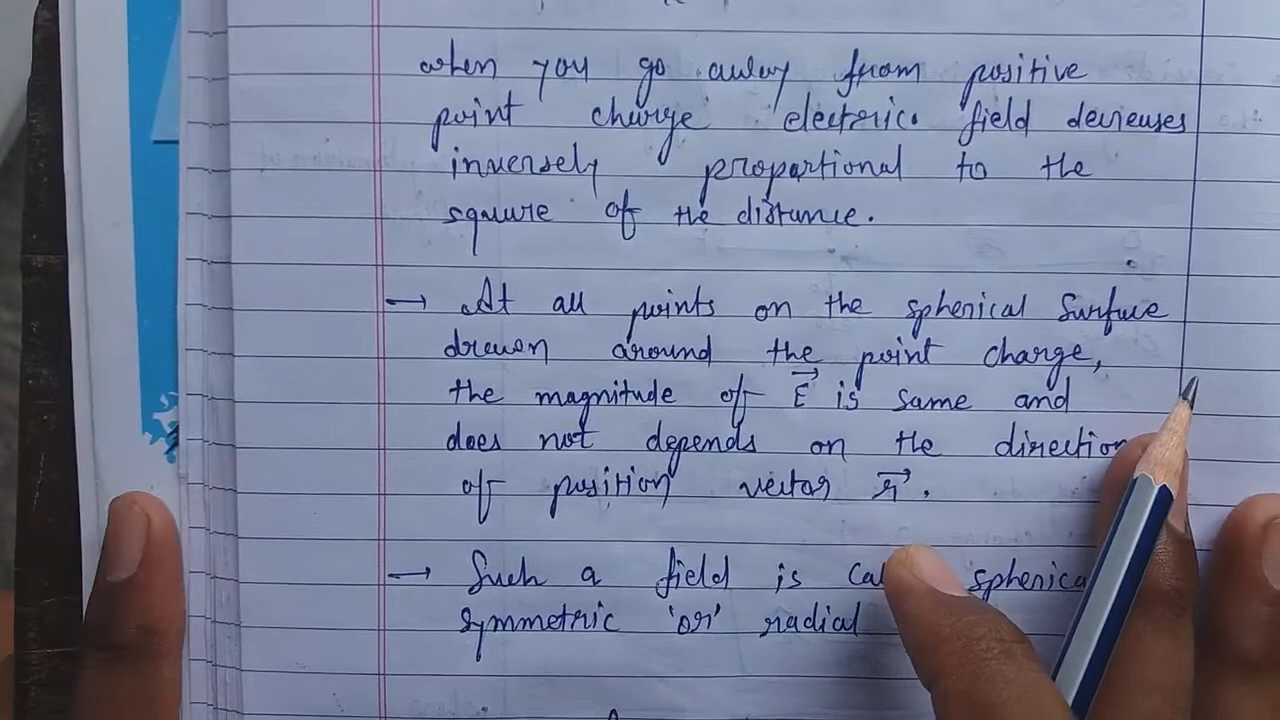 when you go away from positive
point charge electric field decreases
inversely proportional to the
square of the distance.
→ At all points on the spherical Surface
drawn around the point charge,
the magnitude of E⃗ is same and
does not depends on the direction
of position vector r⃗.
→ Such a field is
symmetric 'or' radial